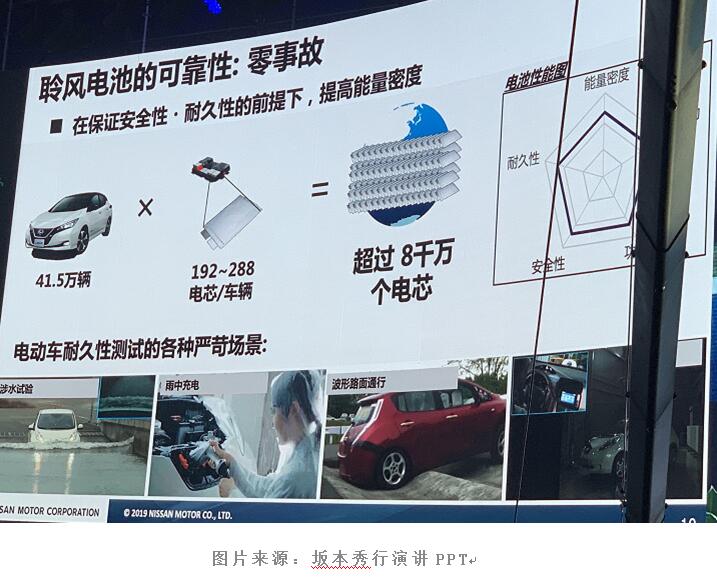 聆风电池的可靠性: 零事故
■ 在保证安全性·耐久性的前提下，提高能量密度
电池性能图
能量密度
耐久性
安全性
41.5万辆
×
192~288
电芯/车辆
=
超过 8千万
个电芯
电动车耐久性测试的各种严苛场景:
涉水试验
雨中充电
波形路面通行
SAN MOTOR CORPORATION
© 2019 NISSAN MOTOR CO., LTD.
图片来源：坂本秀行演讲PPT